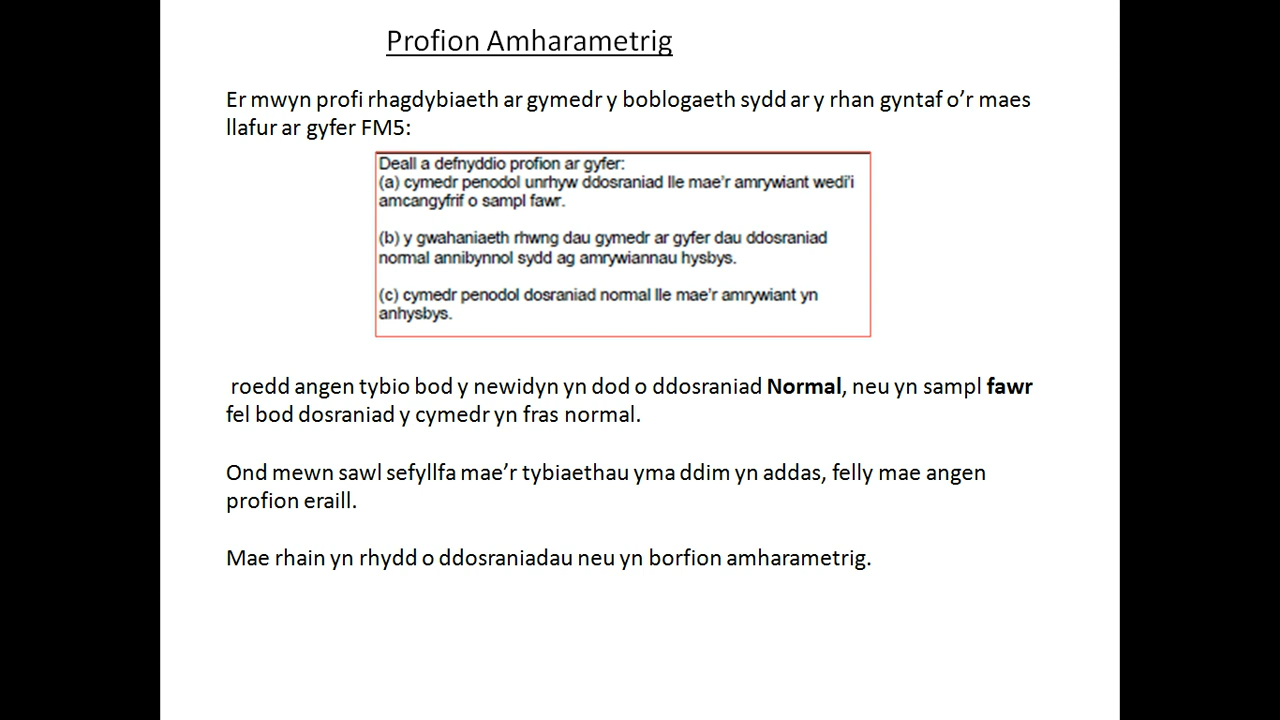 Profion Amharametrig
Er mwyn profi rhagdybiaeth ar gymedr y boblogaeth sydd ar y rhan gyntaf o’r maes
llafur ar gyfer FM5:
Deall a defnyddio profion ar gyfer:
(a) cymedr penodol unrhyw ddosraniad lle mae'r amrywiant wedi'i
amcangyfrif o sampl fawr.
(b) y gwahaniaeth rhwng dau gymedr ar gyfer dau ddosraniad
normal annibynnol sydd ag amrywiannau hysbys.
(c) cymedr penodol dosraniad normal lle mae'r amrywiant yn
anhysbys.
roedd angen tybio bod y newidyn yn dod o ddosraniad Normal, neu yn sampl fawr
fel bod dosraniad y cymedr yn fras normal.
Ond mewn sawl sefyllfa mae’r tybiaethau yma ddim yn addas, felly mae angen
profion eraill.
Mae rhain yn rhydd o ddosraniadau neu yn borfion amharametrig.